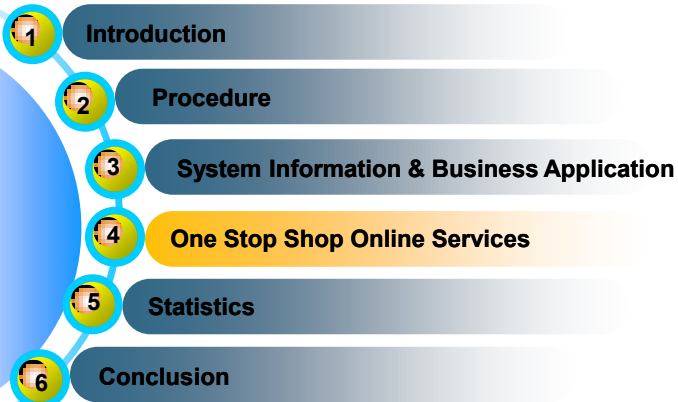 1 Introduction
2 Procedure
3 System Information & Business Application
4 One Stop Shop Online Services
5 Statistics
6 Conclusion